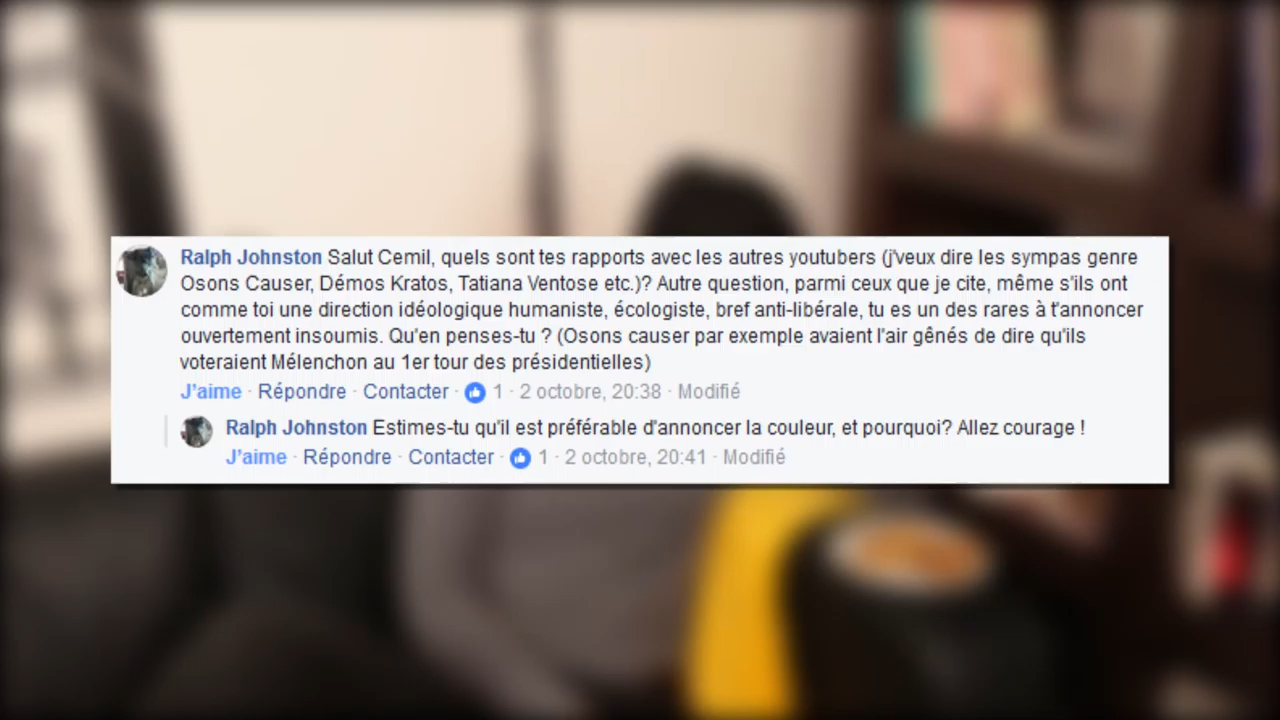 Ralph Johnston Salut Cemil, quels sont tes rapports avec les autres youtubers (j'veux dire les sympas genre
Osons Causer, Démos Kratos, Tatiana Ventose etc.)? Autre question, parmi ceux que je cite, même s'ils ont
comme toi une direction idéologique humaniste, écologiste, bref anti-libérale, tu es un des rares à t'annoncer
ouvertement insoumis. Qu'en penses-tu ? (Osons causer par exemple avaient l'air gênés de dire qu'ils
voteraient Mélenchon au 1er tour des présidentielles)
J'aime · Répondre · Contacter · 1 · 2 octobre, 20:38 · Modifié
Ralph Johnston Estimes-tu qu'il est préférable d'annoncer la couleur, et pourquoi? Allez courage !
J'aime · Répondre · Contacter · 1 · 2 octobre, 20:41 · Modifié